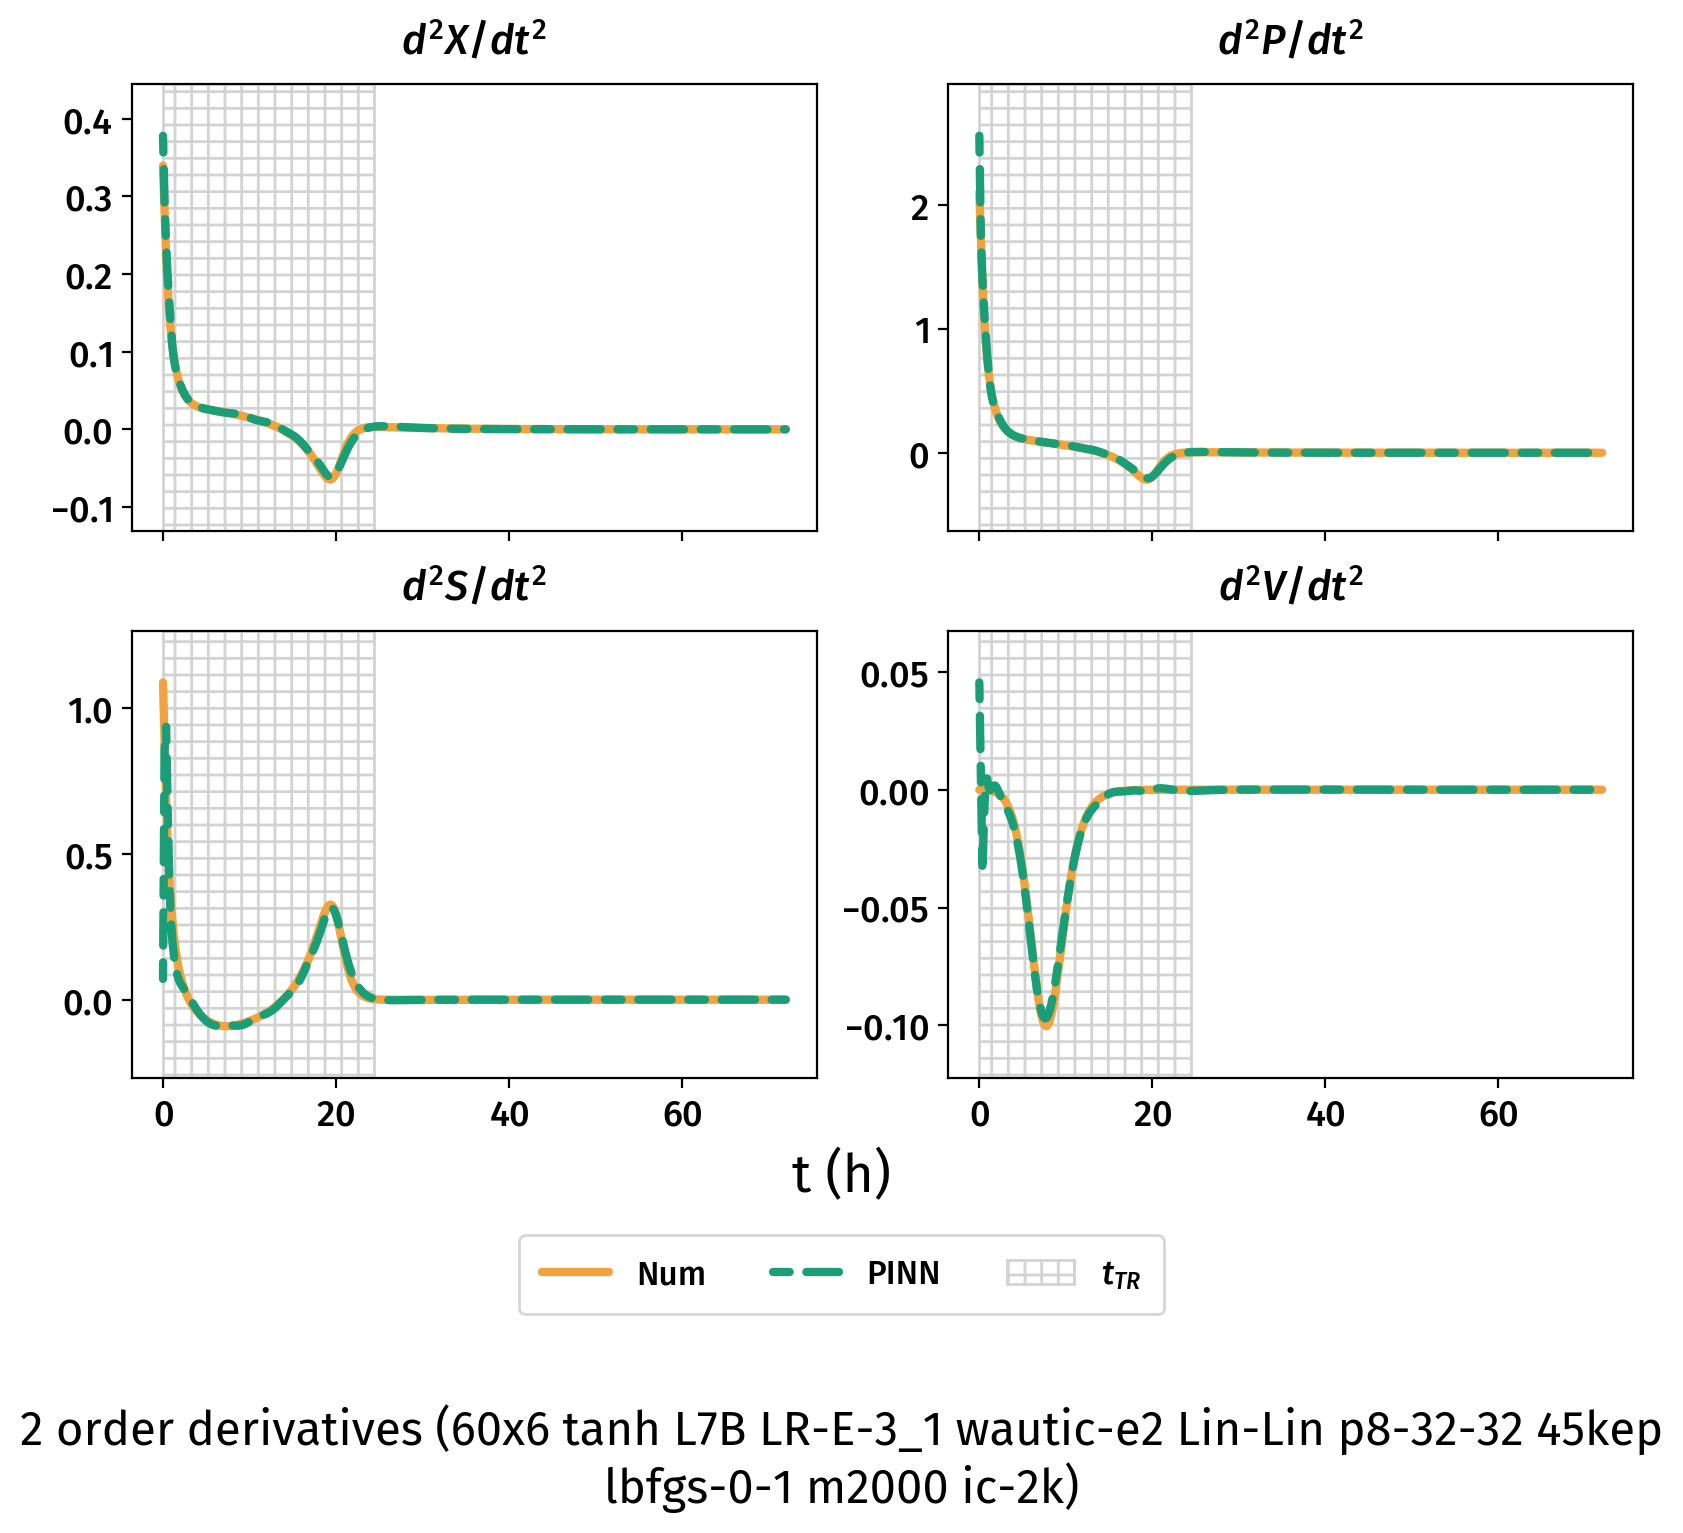 d²X/dt²
d²P/dt²
0.4
0.3
0.2
0.1
0.0
−0.1
2
1
0
d²S/dt²
d²V/dt²
1.0
0.5
0.0
0.05
0.00
−0.05
−0.10
0 20 40 60
0 20 40 60
t (h)
Num PINN t_TR
2 order derivatives (60x6 tanh L7B LR-E-3_1 wautic-e2 Lin-Lin p8-32-32 45kep
lbfgs-0-1 m2000 ic-2k)